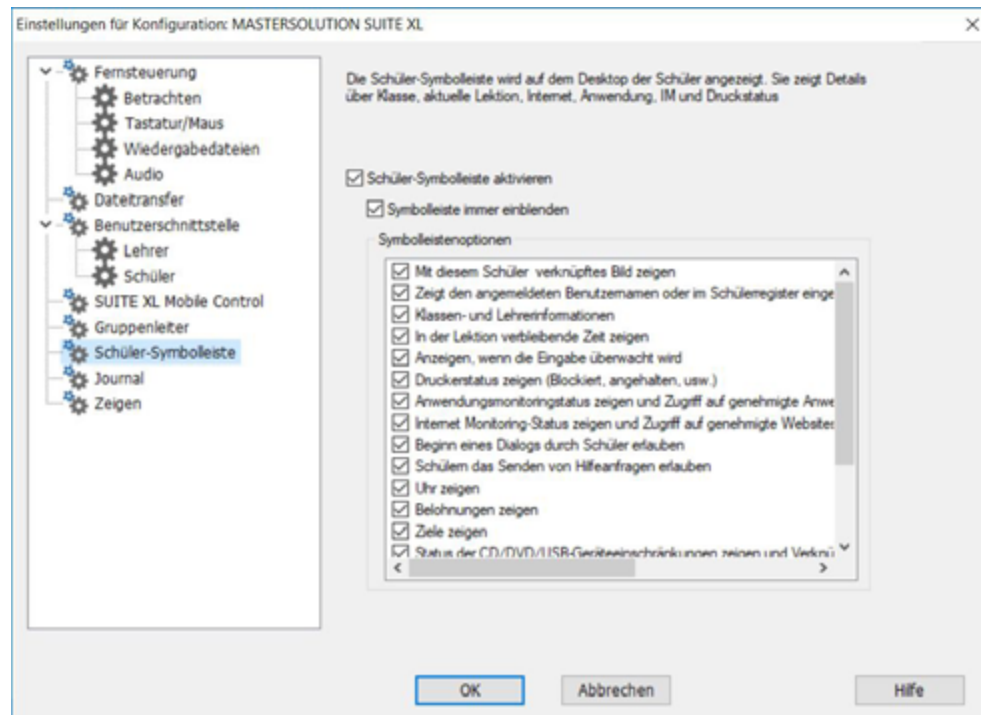 Einstellungen für Konfiguration: MASTERSOLUTION SUITE XL
Fernsteuerung
Betrachten
Tastatur/Maus
Wiedergabedateien
Audio
Dateitransfer
Benutzerschnittstelle
Lehrer
Schüler
SUITE XL Mobile Control
Gruppenleiter
Schüler-Symbolleiste
Journal
Zeigen
Die Schüler-Symbolleiste wird auf dem Desktop der Schüler angezeigt. Sie zeigt Details
über Klasse, aktuelle Lektion, Internet, Anwendung, IM und Druckstatus
Schüler-Symbolleiste aktivieren
Symbolleiste immer einblenden
Symbolleistenoptionen
Mit diesem Schüler verknüpftes Bild zeigen
Zeigt den angemeldeten Benutzernamen oder im Schülerregister einge
Klassen- und Lehrerinformationen
In der Lektion verbleibende Zeit zeigen
Anzeigen, wenn die Eingabe überwacht wird
Druckerstatus zeigen (Blockiert, angehalten, usw.)
Anwendungsmonitoringstatus zeigen und Zugriff auf genehmigte Anwe
Internet Monitoring-Status zeigen und Zugriff auf genehmigte Websites
Beginn eines Dialogs durch Schüler erlauben
Schülern das Senden von Hilfeanfragen erlauben
Uhr zeigen
Belohnungen zeigen
Ziele zeigen
Status der CD/DVD/USB-Geräteeinschränkungen zeigen und Verknü
OK
Abbrechen
Hilfe